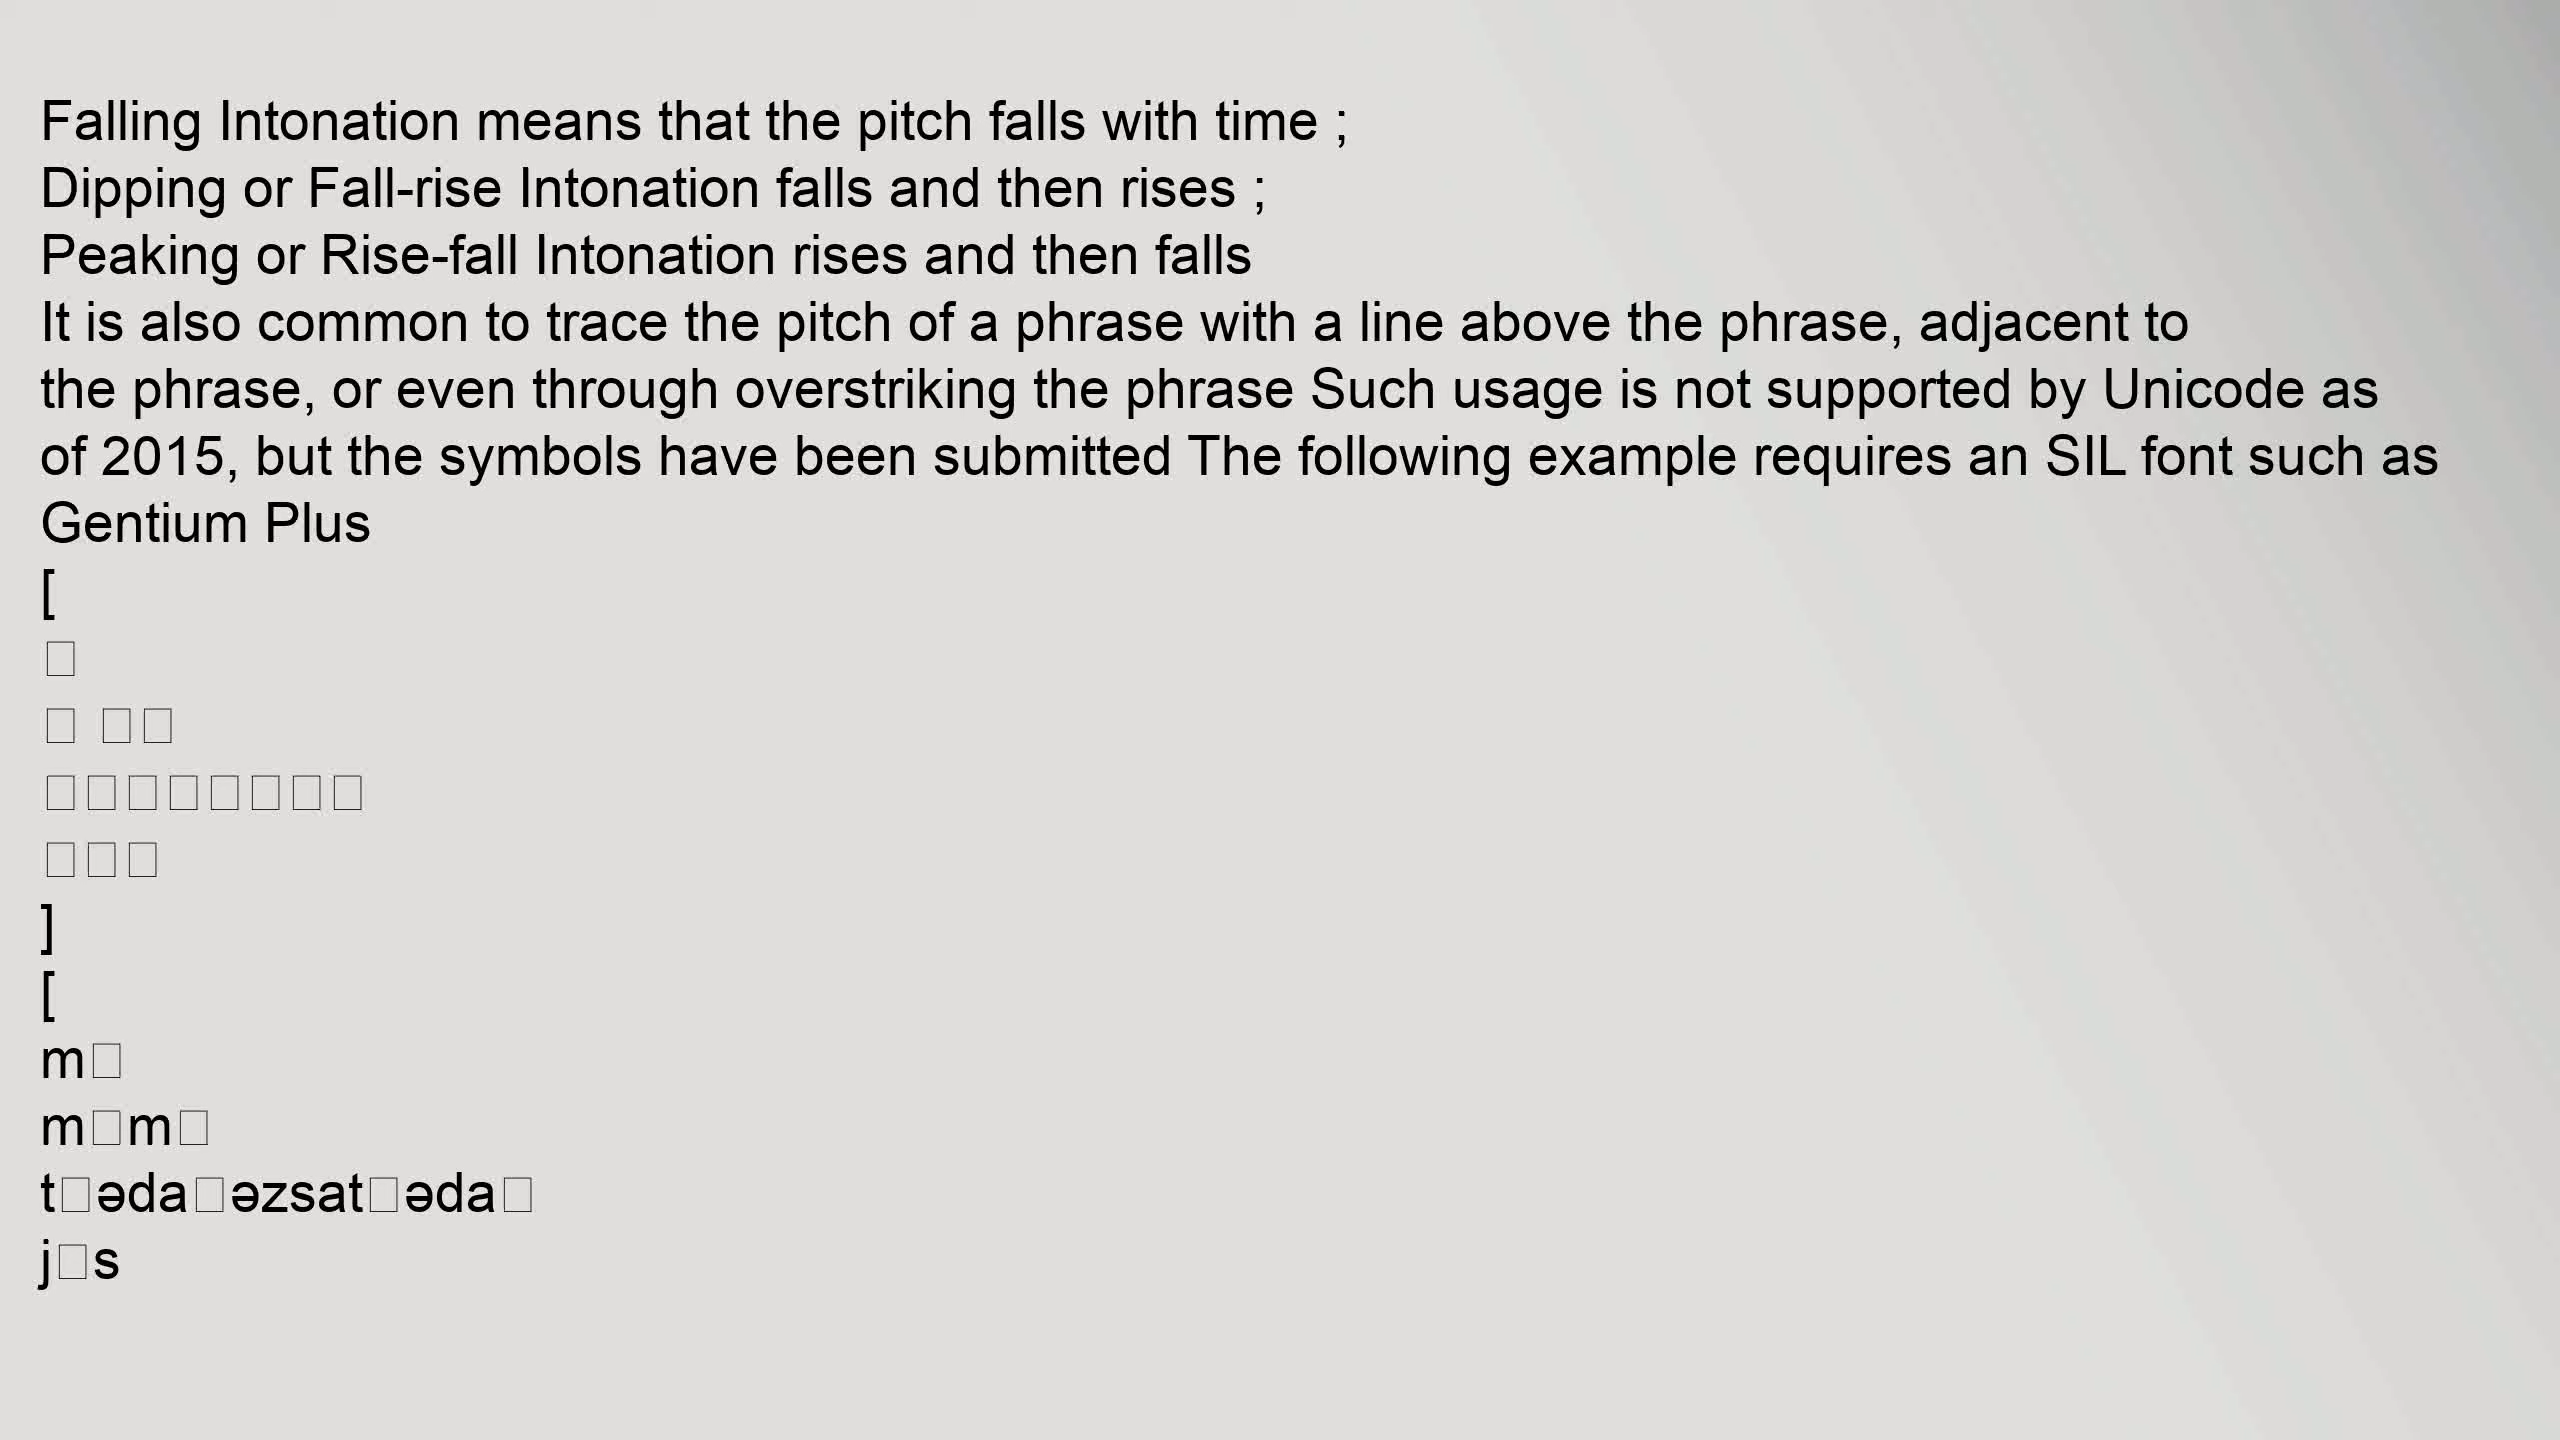 Falling Intonation means that the pitch falls with time ;
Dipping or Fall-rise Intonation falls and then rises ;
Peaking or Rise-fall Intonation rises and then falls
It is also common to trace the pitch of a phrase with a line above the phrase, adjacent to
the phrase, or even through overstriking the phrase Such usage is not supported by Unicode as
of 2015, but the symbols have been submitted The following example requires an SIL font such as
Gentium Plus
[
□
□ □□
□□□□□□□□
□□□
]
[
m□
m□m□
t□əda□əzsat□əda□
j□s